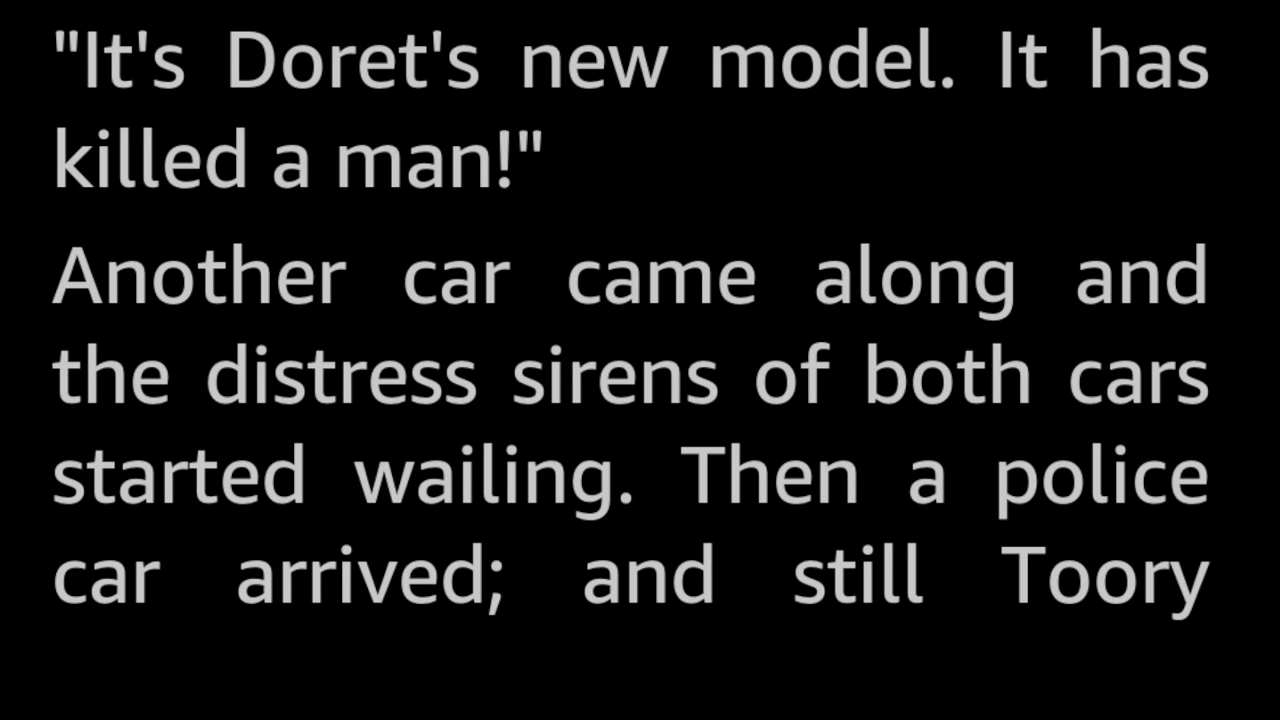 "It's Doret's new model. It has
killed a man!"
Another car came along and
the distress sirens of both cars
started wailing. Then a police
car arrived; and still Toory